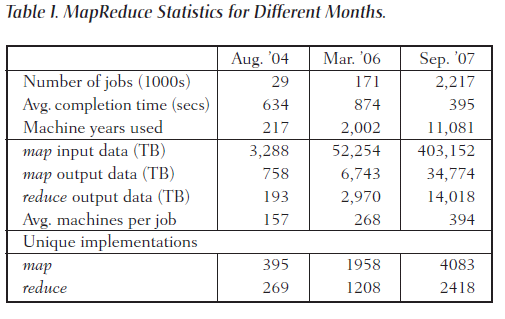 Table I. MapReduce Statistics for Different Months.
Aug. ’04 Mar. ’06 Sep. ’07
Number of jobs (1000s) 29 171 2,217
Avg. completion time (secs) 634 874 395
Machine years used 217 2,002 11,081
map input data (TB) 3,288 52,254 403,152
map output data (TB) 758 6,743 34,774
reduce output data (TB) 193 2,970 14,018
Avg. machines per job 157 268 394
Unique implementations
map 395 1958 4083
reduce 269 1208 2418